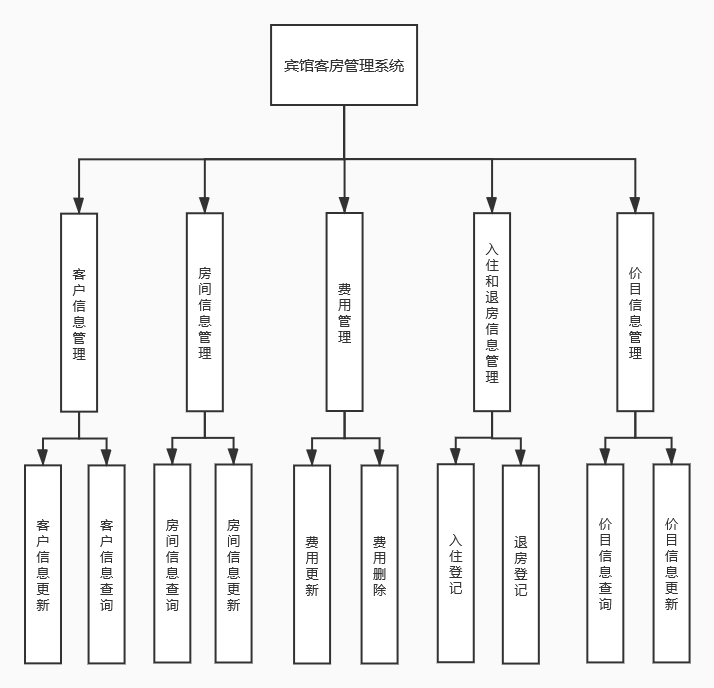 宾馆客房管理系统
客户信息管理
房间信息管理
费用管理
入住和退房信息管理
价目信息管理
客户信息更新
客户信息查询
房间信息查询
房间信息更新
费用更新
费用删除
入住登记
退房登记
价目信息查询
价目信息更新